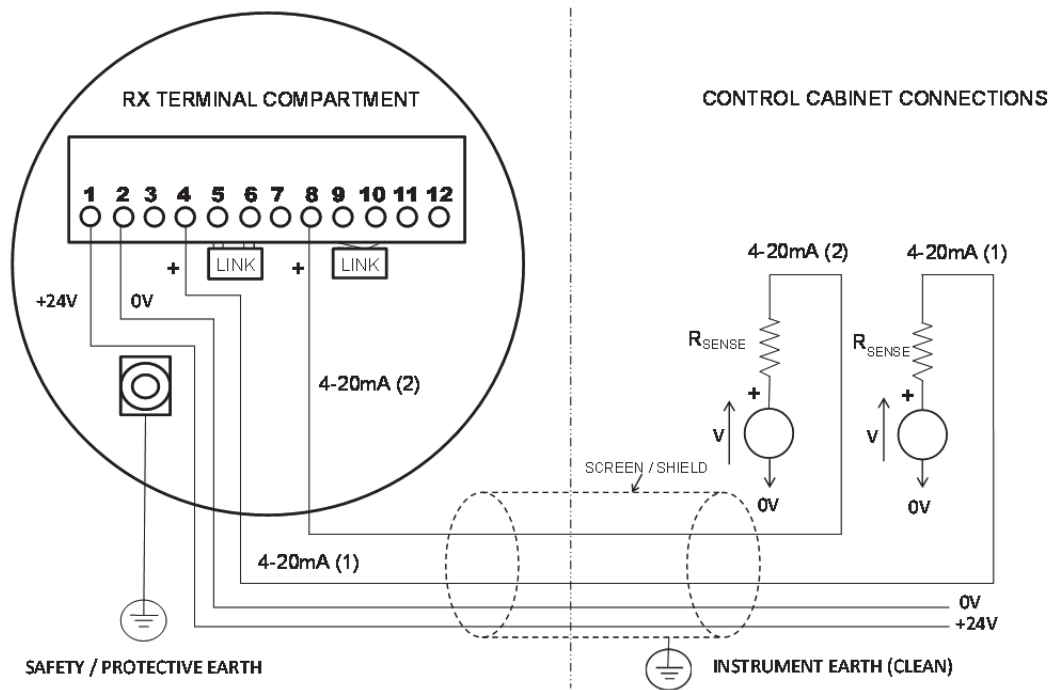 RX TERMINAL COMPARTMENT
CONTROL CABINET CONNECTIONS
1 2 3 4 5 6 7 8 9 10 11 12
+ LINK + LINK
+24V 0V
4-20mA (2)
4-20mA (2) 4-20mA (1)
RSENSE RSENSE
+ +
V V
0V 0V
SCREEN / SHIELD
4-20mA (1)
0V
+24V
SAFETY / PROTECTIVE EARTH
INSTRUMENT EARTH (CLEAN)